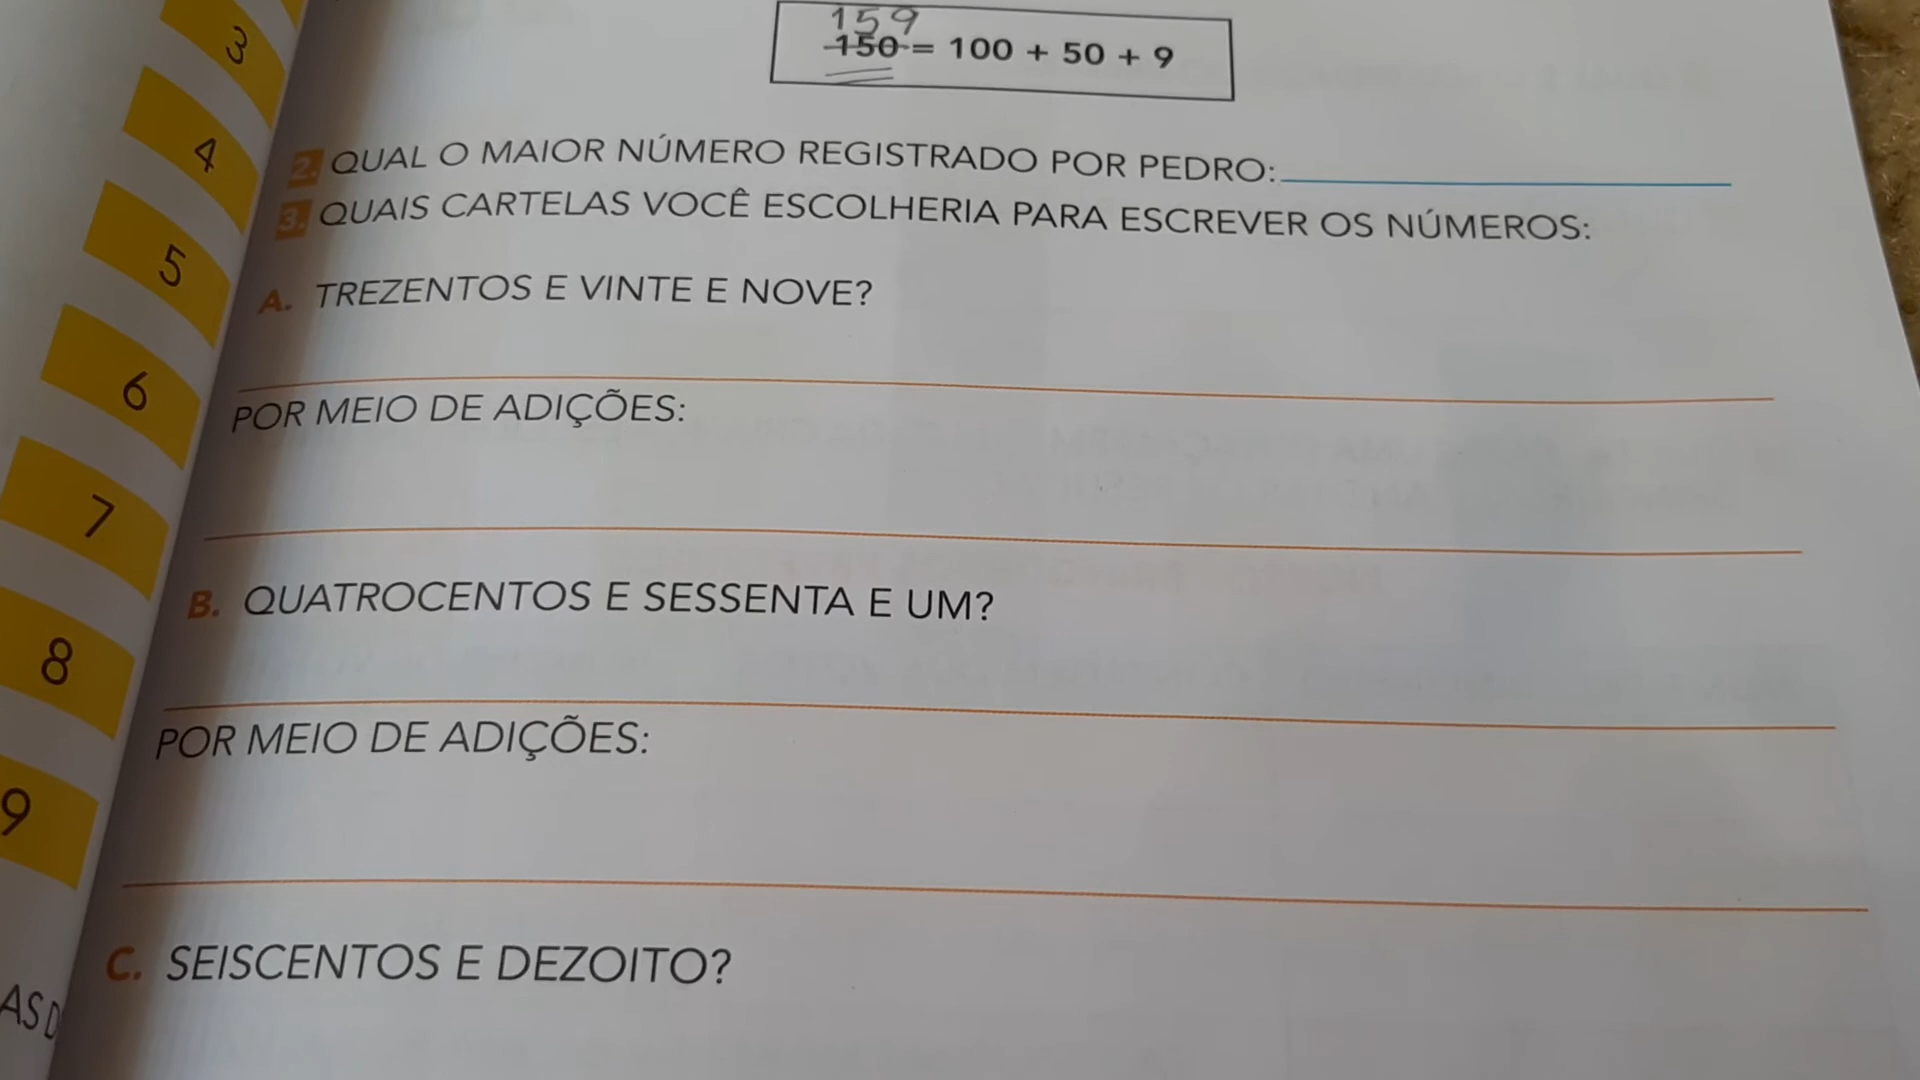 159
150 = 100 + 50 + 9
2. QUAL O MAIOR NÚMERO REGISTRADO POR PEDRO:
3. QUAIS CARTELAS VOCÊ ESCOLHERIA PARA ESCREVER OS NÚMEROS:
A. TREZENTOS E VINTE E NOVE?
POR MEIO DE ADIÇÕES:
B. QUATROCENTOS E SESSENTA E UM?
POR MEIO DE ADIÇÕES:
C. SEISCENTOS E DEZOITO?
3
4
5
6
7
8
9
AS D